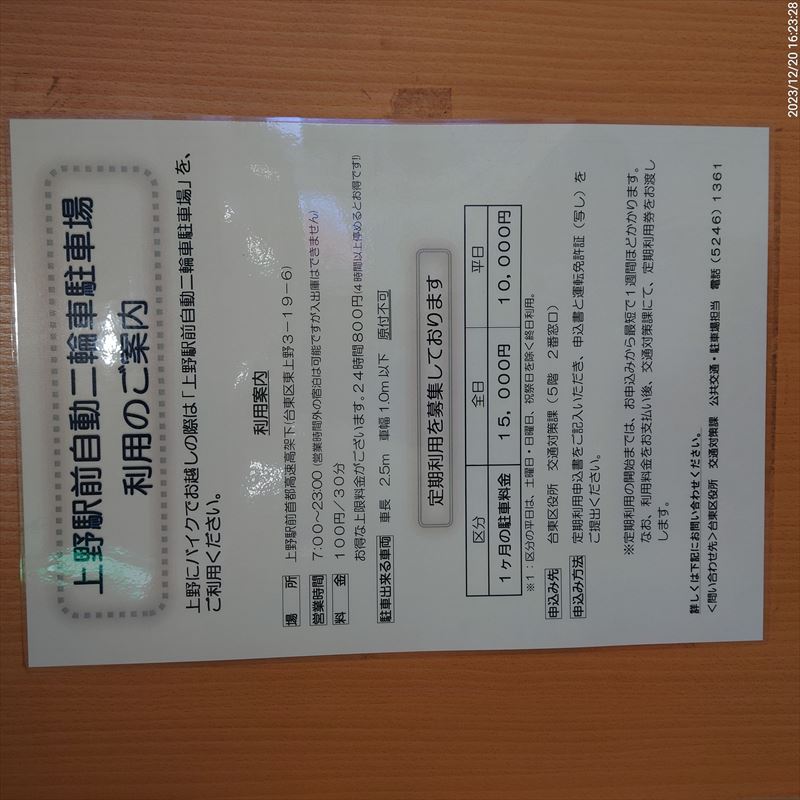 上野駅前自動二輪車駐車場
利用のご案内
上野にバイクでお越しの際は「上野駅前自動二輪車駐車場」を、
ご利用ください。
利用案内
場 所 上野駅前首都高速高架下(台東区東上野3-19-6)
営業時間 7:00~23:00(営業時間外の宿泊は可能ですが入出庫はできません)
料 金 100円/30分
お得な上限料金がございます。24時間800円(4時間以上停めるとお得です!)
駐車出来る車両 車長 2.5m 車幅1.0m以下 原付不可
定期利用を募集しております
区分 全日 平日
1ヶ月の駐車料金 15,000円 10,000円
※1:区分の平日は、土曜日・日曜日、祝祭日を除く終日利用。
申込み先 台東区役所 交通対策課(5階 2番窓口)
申込み方法 定期利用申込書をご記入いただき、申込書と運転免許証(写し)を
ご提出ください。
※定期利用の開始までは、お申込みから最短で1週間ほどかかります。
なお、利用料金をお支払い後、交通対策課にて、定期利用券をお渡し
します。
詳しくは下記にお問い合わせください。
<問い合わせ先>台東区役所 交通対策課 公共交通・駐車場担当 電話(5246)1361
2023/12/20 16:23:28